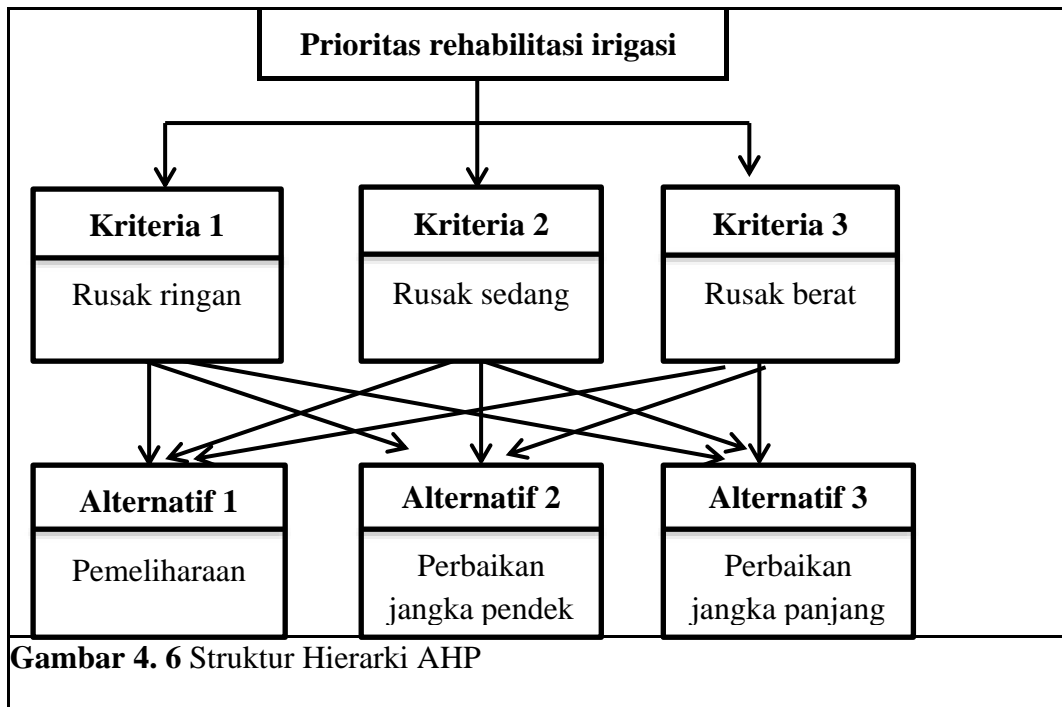 Prioritas rehabilitasi irigasi
Kriteria 1
Kriteria 2
Kriteria 3
Rusak ringan
Rusak sedang
Rusak berat
Alternatif 1
Alternatif 2
Alternatif 3
Pemeliharaan
Perbaikan
jangka pendek
Perbaikan
jangka panjang
Gambar 4. 6 Struktur Hierarki AHP